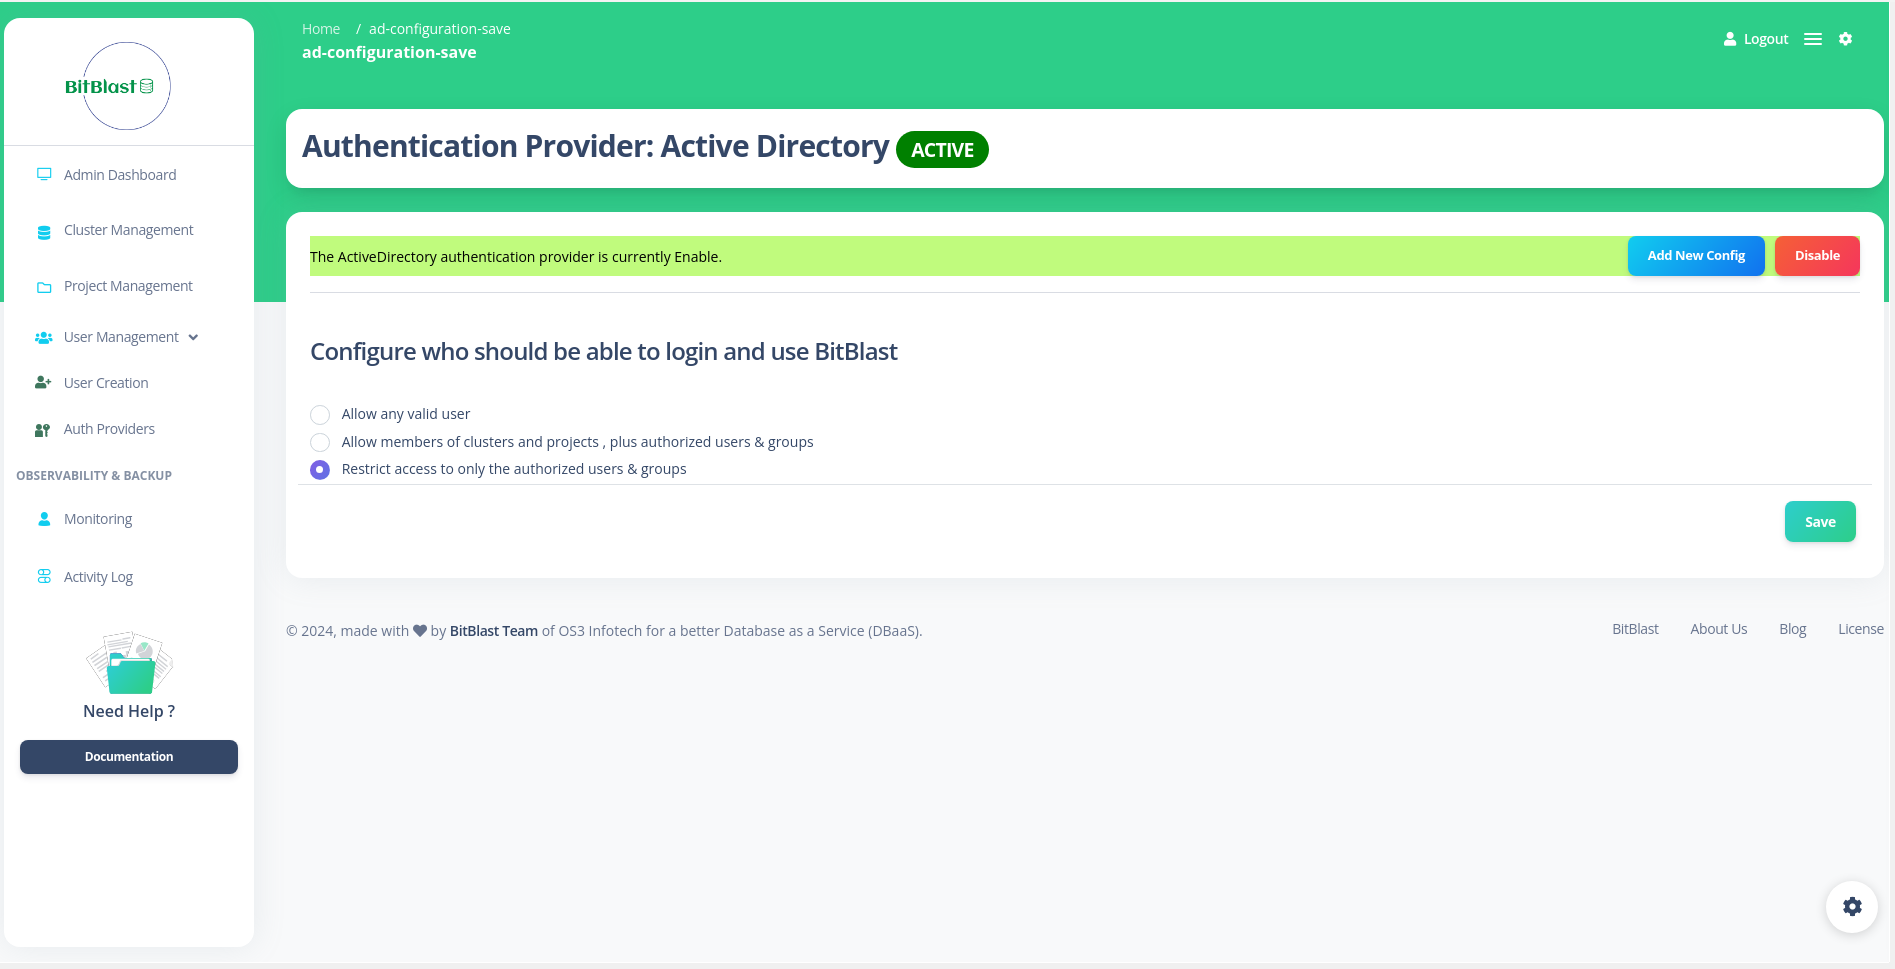 BitBlast
Admin Dashboard
Cluster Management
Project Management
User Management
User Creation
Auth Providers
OBSERVABILITY & BACKUP
Monitoring
Activity Log
Need Help ?
Documentation
Home / ad-configuration-save
ad-configuration-save
Logout
Authentication Provider: Active Directory ACTIVE
The ActiveDirectory authentication provider is currently Enable.
Add New Config
Disable
Configure who should be able to login and use BitBlast
Allow any valid user
Allow members of clusters and projects , plus authorized users & groups
Restrict access to only the authorized users & groups
Save
© 2024, made with by BitBlast Team of OS3 Infotech for a better Database as a Service (DBaaS).
BitBlast About Us Blog License